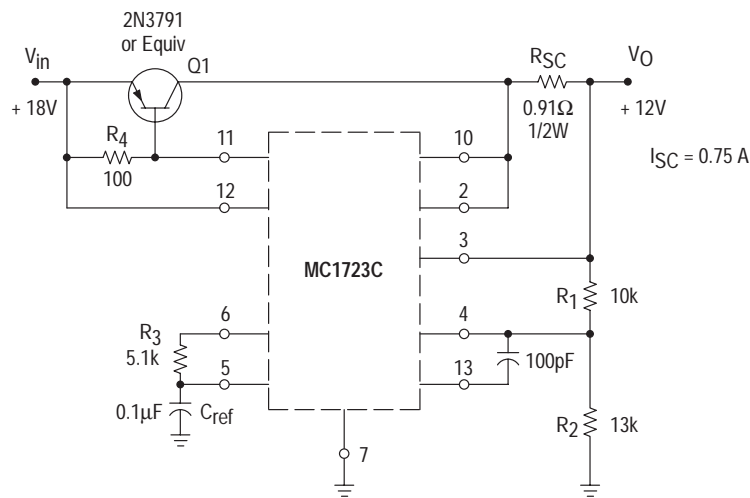 2N3791
or Equiv
Vin
Q1
RSC
VO
+ 18V
0.91Ω
1/2W
+ 12V
R4
100
11
10
ISC = 0.75 A
12
2
MC1723C
3
R1
10k
R3
5.1k
6
4
5
13
100pF
0.1μF
Cref
R2
13k
7